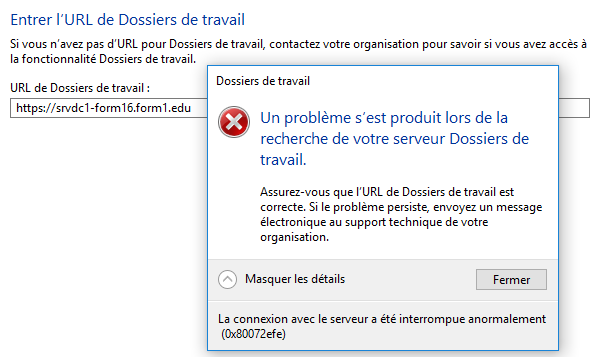 Entrer l'URL de Dossiers de travail
Si vous n'avez pas d'URL pour Dossiers de travail, contactez votre organisation pour savoir si vous avez accès à
la fonctionnalité Dossiers de travail.
URL de Dossiers de travail :
https://srvdc1-form16.form1.edu
Dossiers de travail
Un problème s'est produit lors de la
recherche de votre serveur Dossiers de
travail.
Assurez-vous que l'URL de Dossiers de travail est
correcte. Si le problème persiste, envoyez un message
électronique au support technique de votre
organisation.
Masquer les détails
Fermer
La connexion avec le serveur a été interrompue anormalement
(0x80072efe)